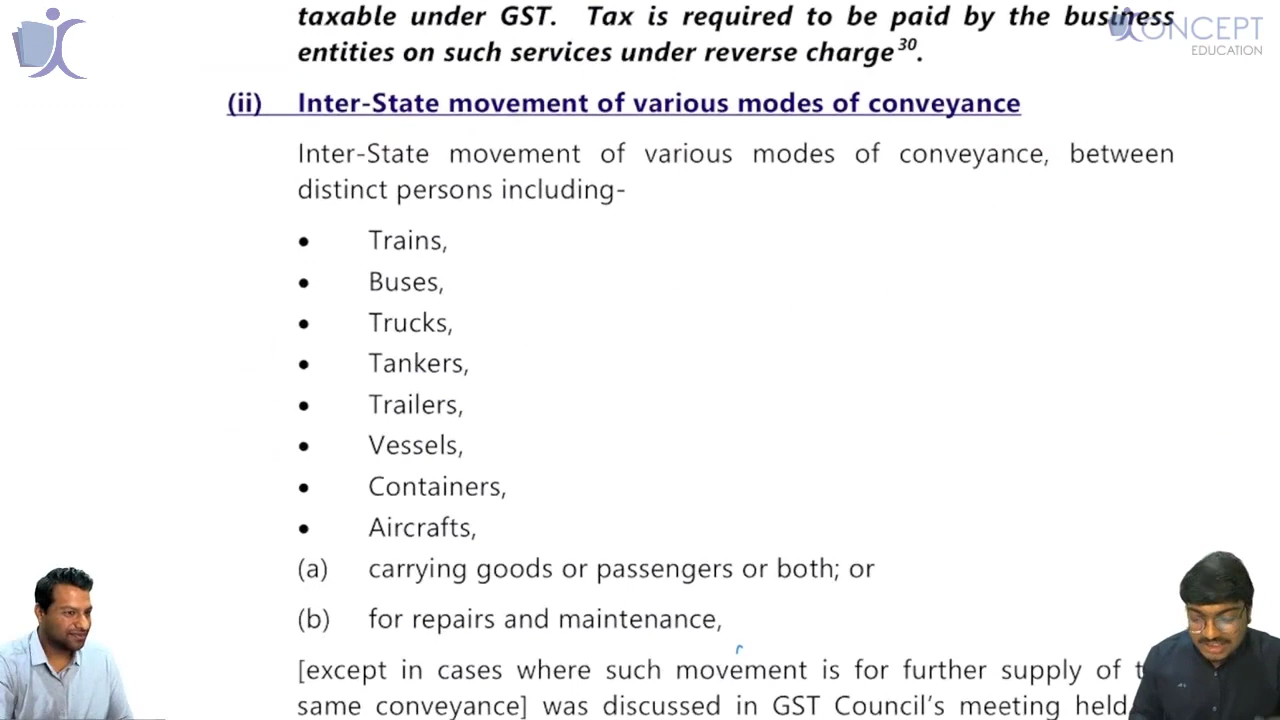 taxable under GST. Tax is required to be paid by the business
ONCEPT
EDUCATION
entities on such services under reverse charge³⁰.
(ii) Inter-State movement of various modes of conveyance
Inter-State movement of various modes of conveyance, between
distinct persons including-
• Trains,
• Buses,
• Trucks,
• Tankers,
• Trailers,
• Vessels,
• Containers,
• Aircrafts,
(a) carrying goods or passengers or both; or
(b) for repairs and maintenance,
[except in cases where such movement is for further supply of
same conveyance] was discussed in GST Council's meeting held